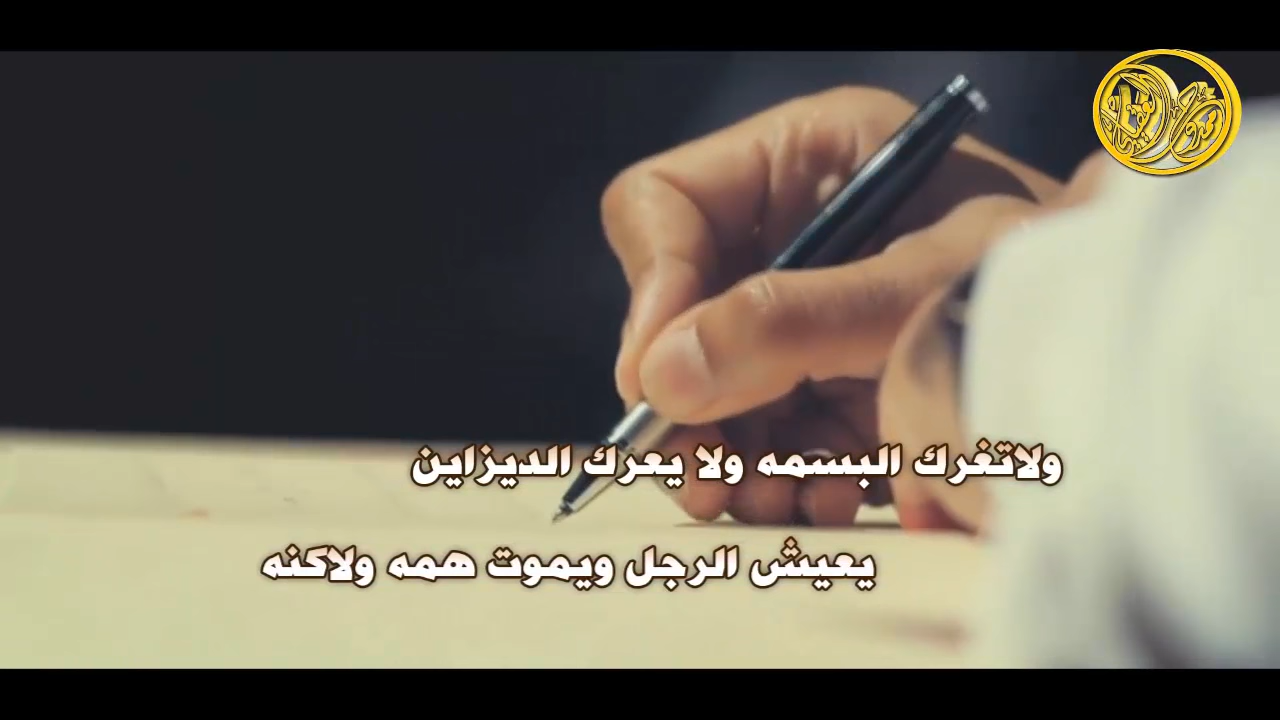 ولاتغرك البسمه ولا يعرك الديزاين
يعيش الرجل ويموت همه ولاكنه